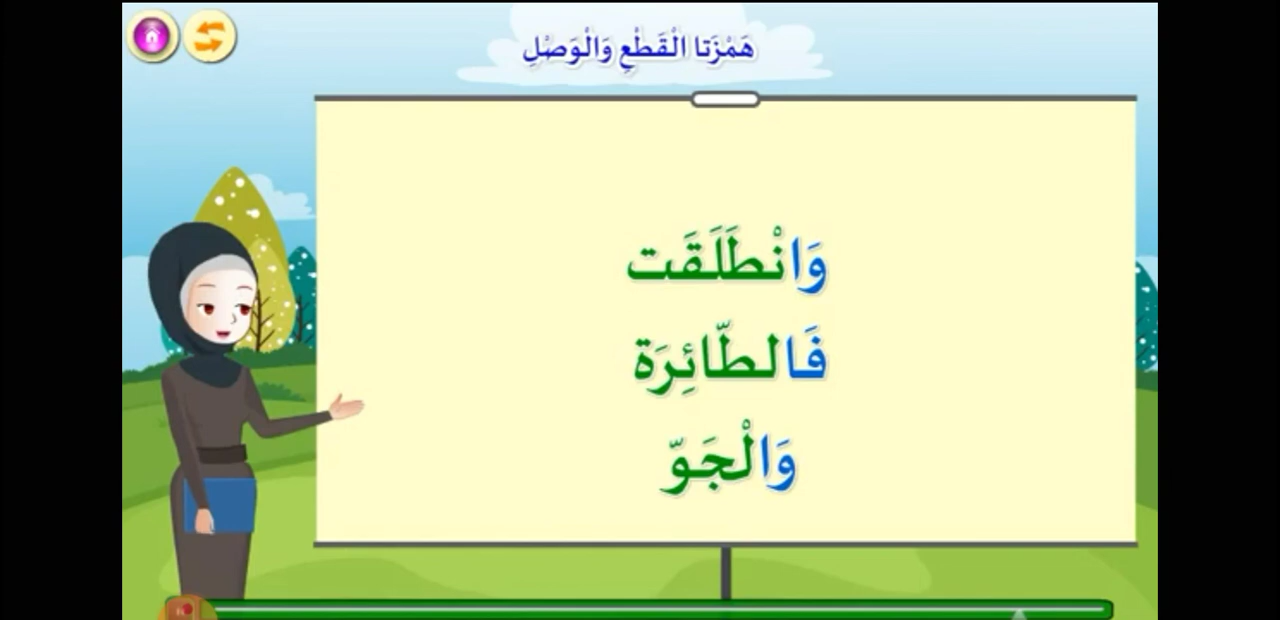 هَمْزَتا الْقَطْعِ وَالْوَصْلِ
وَانْطَلَقَت
فَالطّائِرَة
وَالْجَوّ